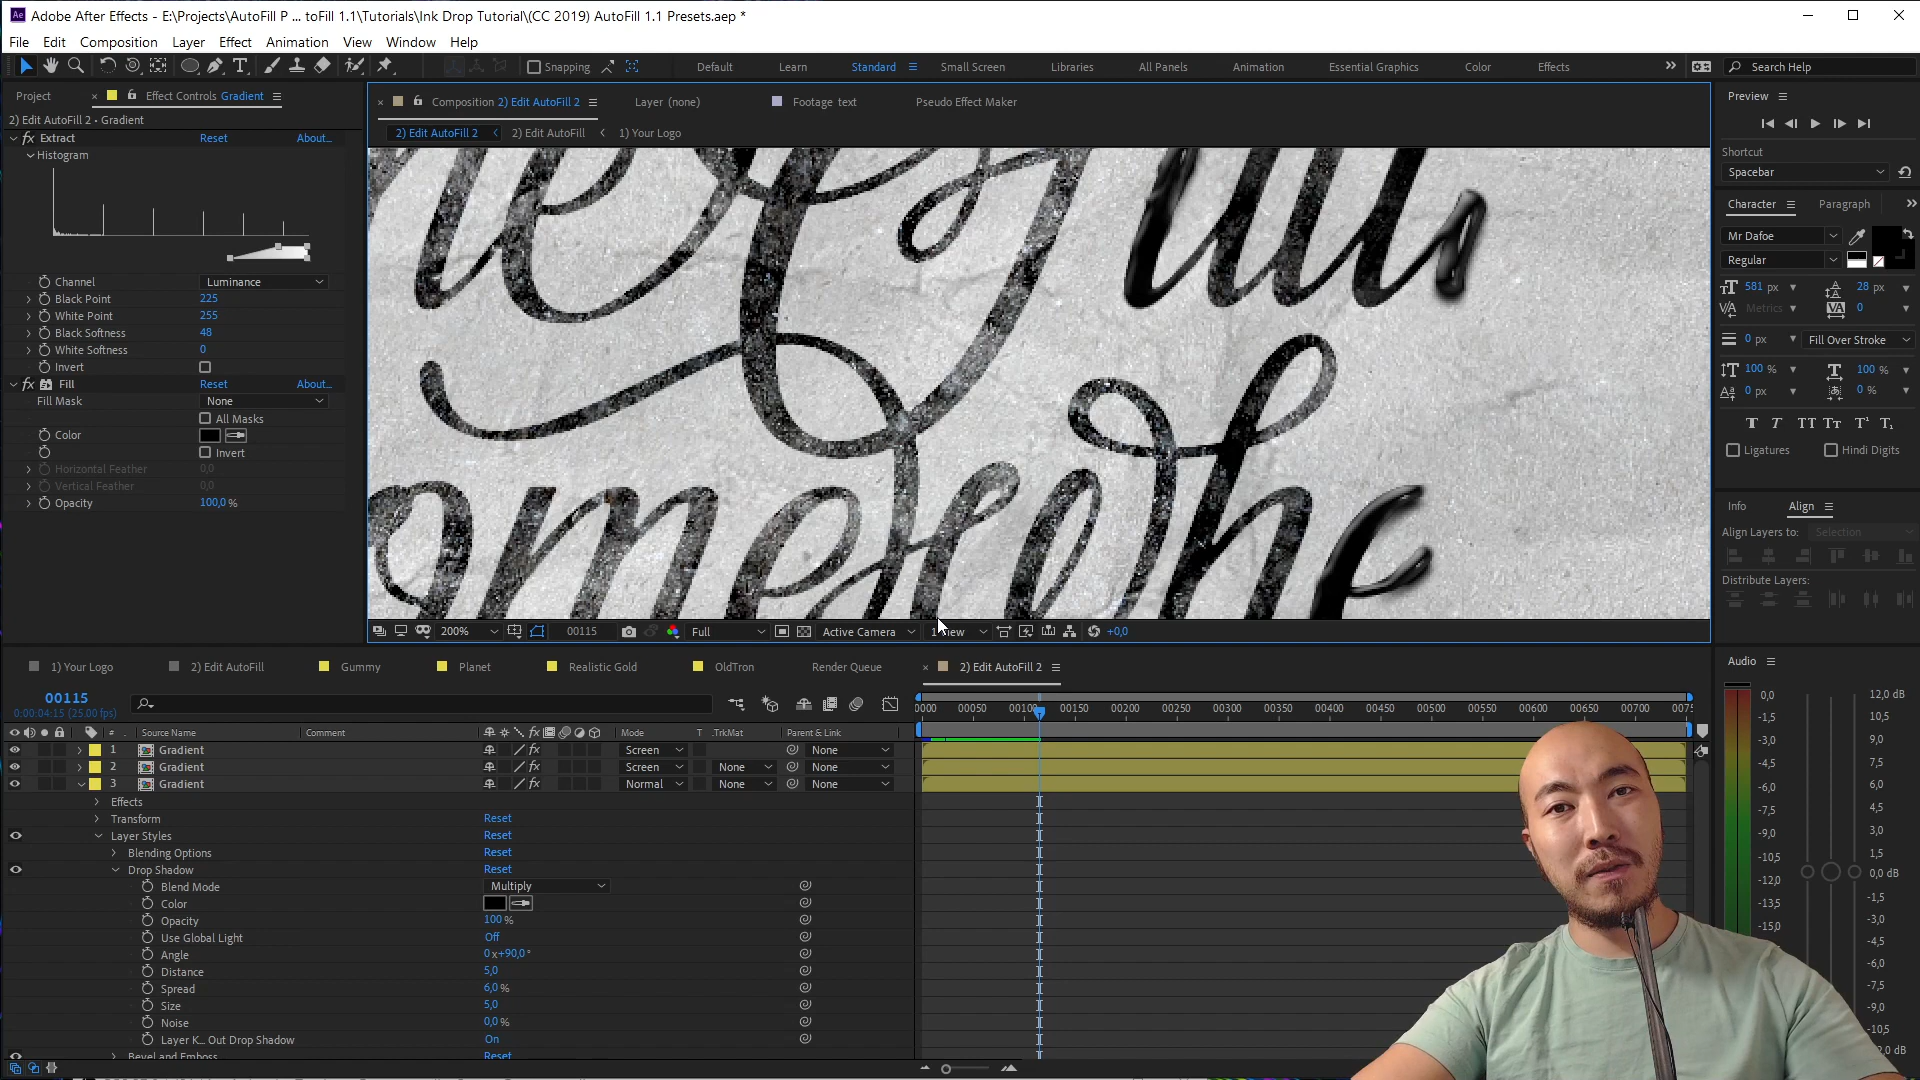 Adobe After Effects - E:\Projects\AutoFill P ... toFill 1.1\Tutorials\Ink Drop Tutorial\(CC 2019) AutoFill 1.1 Presets.aep *
File Edit Composition Layer Effect Animation View Window Help
Snapping Default Learn Standard Small Screen Libraries All Panels Animation Essential Graphics Color Effects Search Help
Project Effect Controls Gradient
2) Edit AutoFill 2 • Gradient
fx Extract Reset About...
Histogram
Channel Luminance
Black Point 225
White Point 255
Black Softness 48
White Softness 0
Invert
fx Fill Reset About...
Fill Mask None
All Masks
Color
Invert
Horizontal Feather 0,0
Vertical Feather 0,0
Opacity 100,0 %
Composition 2) Edit AutoFill 2 Layer (none) Footage text Pseudo Effect Maker
2) Edit AutoFill 2 2) Edit AutoFill 1) Your Logo
200% 00115 Full Active Camera 1 View +0,0
Preview
Shortcut
Spacebar
Character Paragraph
Mr Dafoe
Regular
581 px 28 px
Metrics 0
0 px Fill Over Stroke
100 % 100 %
0 px 0 %
T T TT Tт T¹ T₁
Ligatures Hindi Digits
Info Align
Align Layers to: Selection
Distribute Layers:
1) Your Logo 2) Edit AutoFill Gummy Planet Realistic Gold OldTron Render Queue 2) Edit AutoFill 2
00115
0:00:04:15 (25.00 fps)
0000 00050 00100 00150 00200 00250 00300 00350 00400 00450 00500 00550 00600 00650 00700 0075
# Source Name Comment Mode T .TrkMat Parent & Link
1 Gradient Screen None
2 Gradient Screen None None
3 Gradient Normal None None
Effects
Transform Reset
Layer Styles Reset
Blending Options Reset
Drop Shadow Reset
Blend Mode Multiply
Color
Opacity 100 %
Use Global Light Off
Angle 0 x+90,0 °
Distance 5,0
Spread 6,0 %
Size 5,0
Noise 0,0 %
Layer K... Out Drop Shadow On
Bevel and Emboss Reset
Audio
0,0 12,0 dB
-1,5 10,5
-3,0 9,0
-4,5 7,5
-6,0 6,0
-7,5 4,5
-9,0 3,0
-10,5 1,5
-12,0 0,0 dB
-13,5 -1,5
-15,0 -3,0
-4,5
-6,0
-7,5
-9,0
-10,5